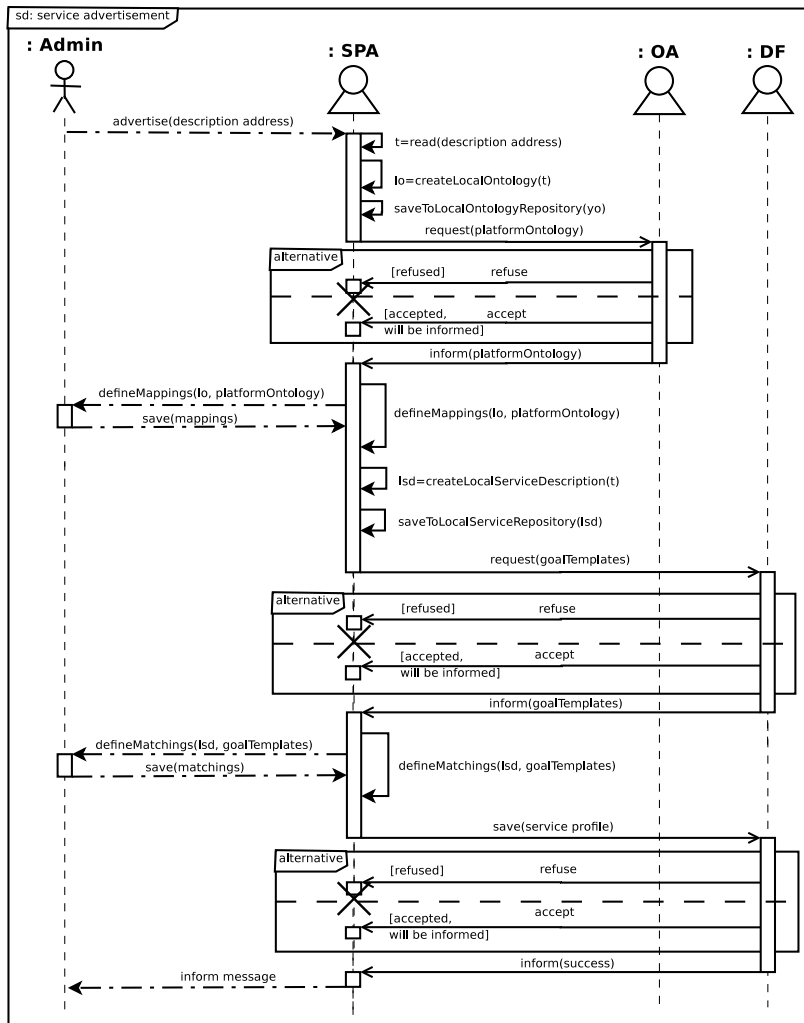 sd: service advertisement
: Admin
: SPA
: OA
: DF
advertise(description address)
t=read(description address)
lo=createLocalOntology(t)
saveToLocalOntologyRepository(yo)
request(platformOntology)
alternative
[refused] refuse
[accepted, accept
will be informed]
inform(platformOntology)
defineMappings(lo, platformOntology)
defineMappings(lo, platformOntology)
save(mappings)
lsd=createLocalServiceDescription(t)
saveToLocalServiceRepository(lsd)
request(goalTemplates)
alternative
[refused] refuse
[accepted, accept
will be informed]
inform(goalTemplates)
defineMatchings(lsd, goalTemplates)
defineMatchings(lsd, goalTemplates)
save(matchings)
save(service profile)
alternative
[refused] refuse
[accepted, accept
will be informed]
inform(success)
inform message